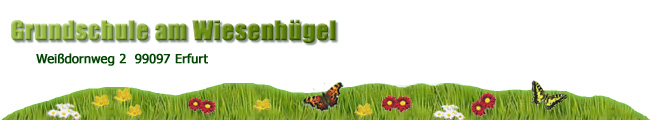 Grundschule am Wiesenhügel
Weißdornweg 2 99097 Erfurt